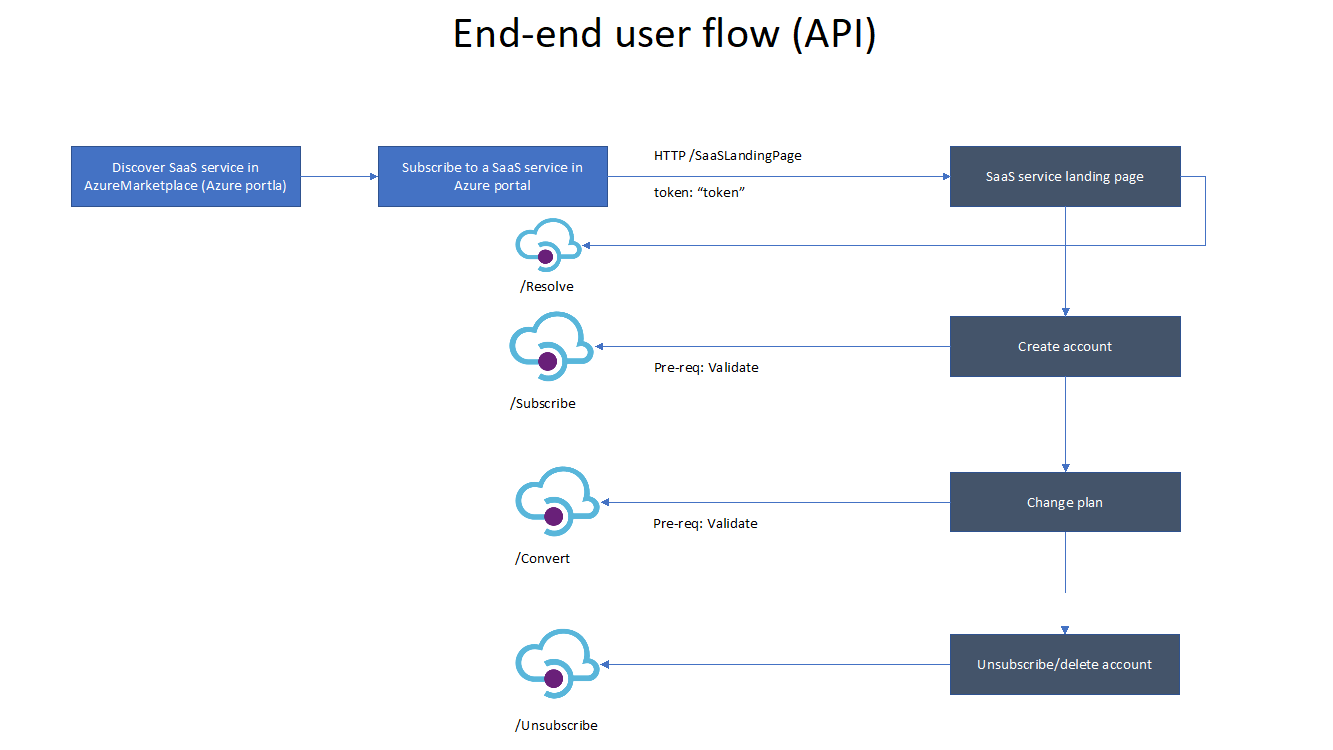 End-end user flow (API)
Discover SaaS service in
AzureMarketplace (Azure portla)
Subscribe to a SaaS service in
Azure portal
HTTP /SaaSLandingPage
token: “token”
SaaS service landing page
/Resolve
Create account
Pre-req: Validate
/Subscribe
Change plan
Pre-req: Validate
/Convert
Unsubscribe/delete account
/Unsubscribe